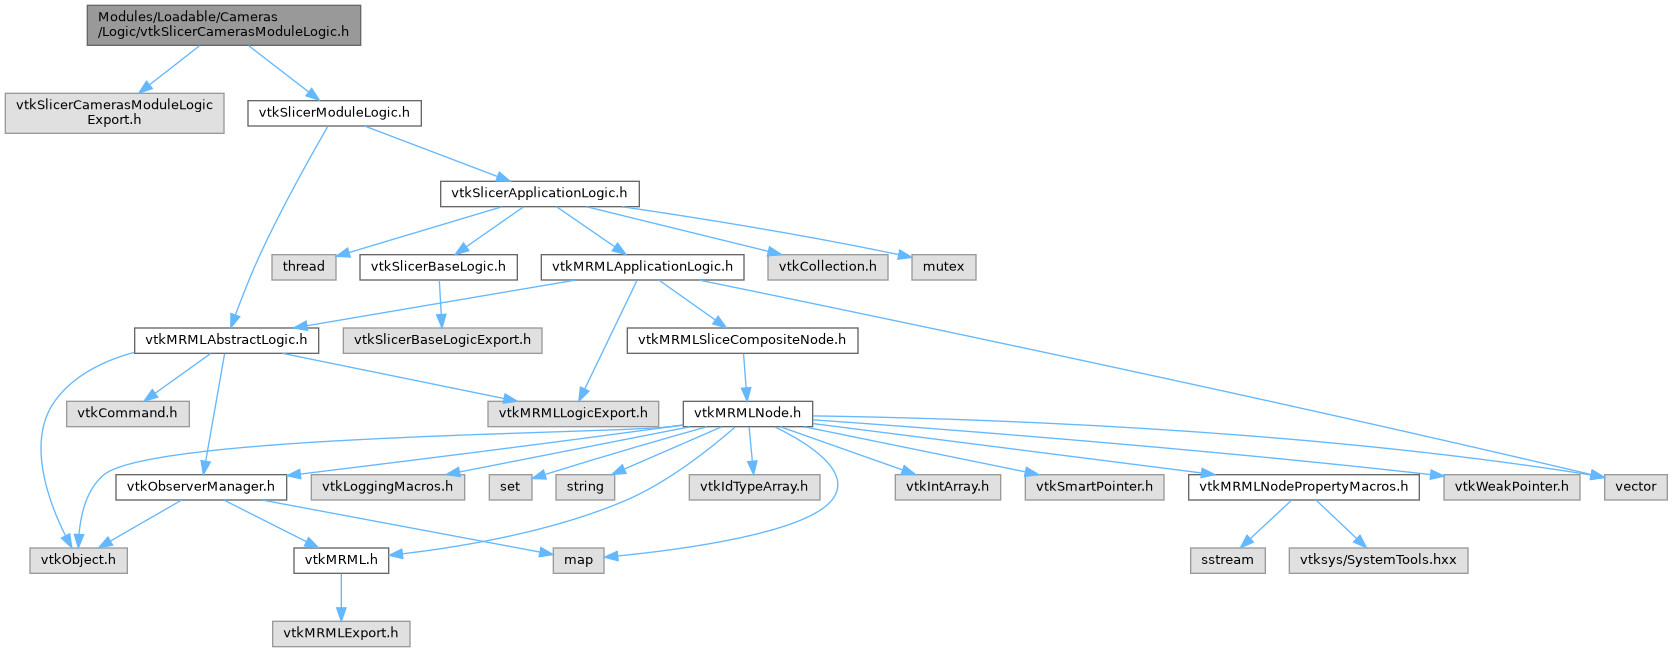 Modules/Loadable/Cameras
/Logic/vtkSlicerCamerasModuleLogic.h
vtkSlicerCamerasModuleLogic
Export.h
vtkSlicerModuleLogic.h
vtkSlicerApplicationLogic.h
thread
vtkSlicerBaseLogic.h
vtkMRMLApplicationLogic.h
vtkCollection.h
mutex
vtkMRMLAbstractLogic.h
vtkSlicerBaseLogicExport.h
vtkMRMLSliceCompositeNode.h
vtkCommand.h
vtkMRMLLogicExport.h
vtkMRMLNode.h
vtkObserverManager.h
vtkLoggingMacros.h
set
string
vtkIdTypeArray.h
vtkIntArray.h
vtkSmartPointer.h
vtkMRMLNodePropertyMacros.h
vtkWeakPointer.h
vector
vtkObject.h
vtkMRML.h
map
sstream
vtksys/SystemTools.hxx
vtkMRMLExport.h